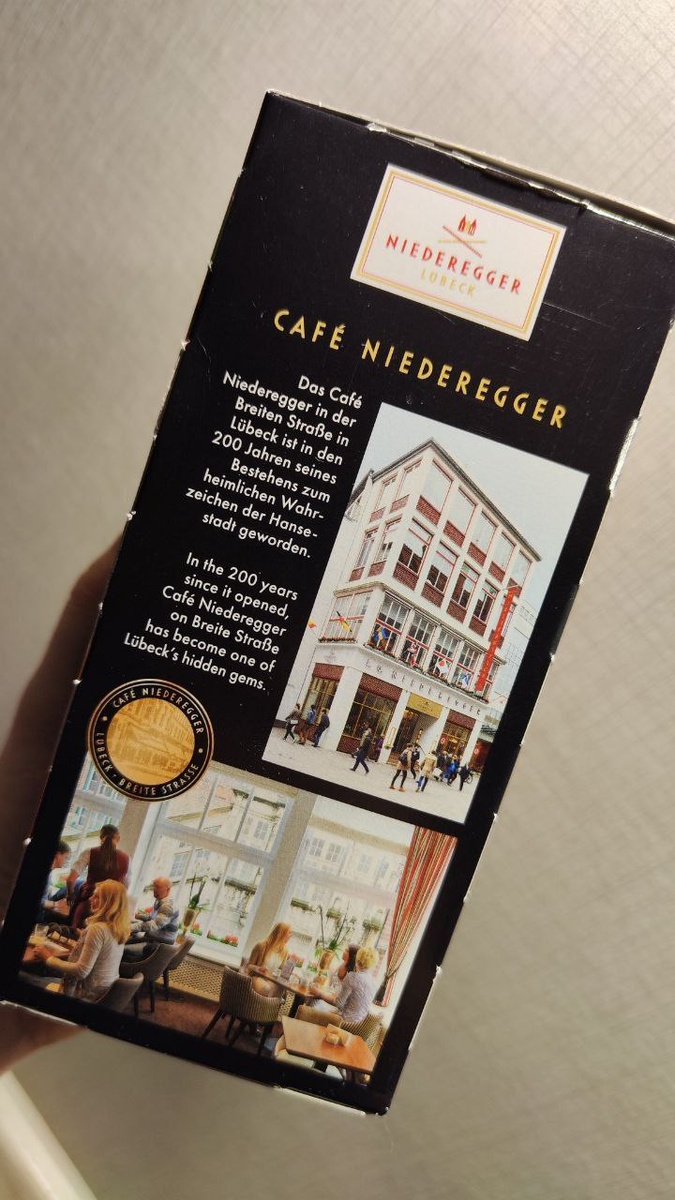 NIEDEREGGER
LÜBECK
CAFÉ NIEDEREGGER
Das Café
Niederegger in der
Breiten Straße in
Lübeck ist in den
200 Jahren seines
Bestehens zum
heimlichen Wahr-
zeichen der Hanse-
stadt geworden.
In the 200 years
since it opened,
Café Niederegger
on Breite Straße
has become one of
Lübeck's hidden gems.
CAFÉ NIEDEREGGER
LÜBECK • BREITE STRASSE